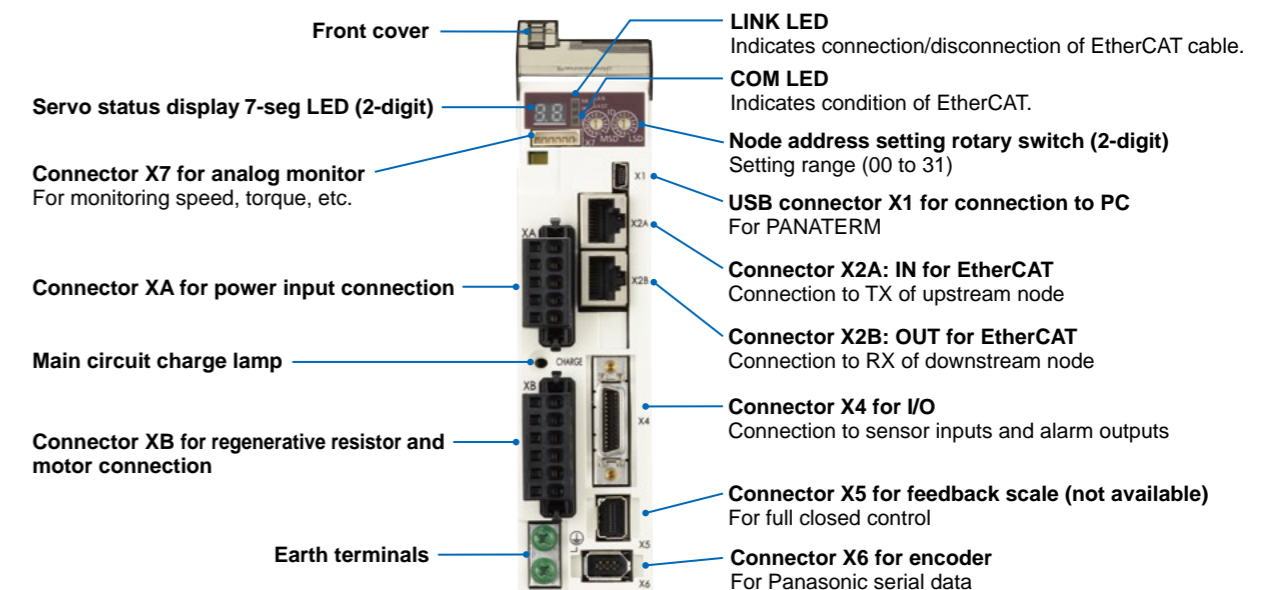 Front cover
Servo status display 7-seg LED (2-digit)
Connector X7 for analog monitor
For monitoring speed, torque, etc.
Connector XA for power input connection
Main circuit charge lamp
Connector XB for regenerative resistor and
motor connection
Earth terminals
MSD
LSD
X1
XA
X2A
X2B
CHARGE
XB
X4
X5
X6
LINK LED
Indicates connection/disconnection of EtherCAT cable.
COM LED
Indicates condition of EtherCAT.
Node address setting rotary switch (2-digit)
Setting range (00 to 31)
USB connector X1 for connection to PC
For PANATERM
Connector X2A: IN for EtherCAT
Connection to TX of upstream node
Connector X2B: OUT for EtherCAT
Connection to RX of downstream node
Connector X4 for I/O
Connection to sensor inputs and alarm outputs
Connector X5 for feedback scale (not available)
For full closed control
Connector X6 for encoder
For Panasonic serial data